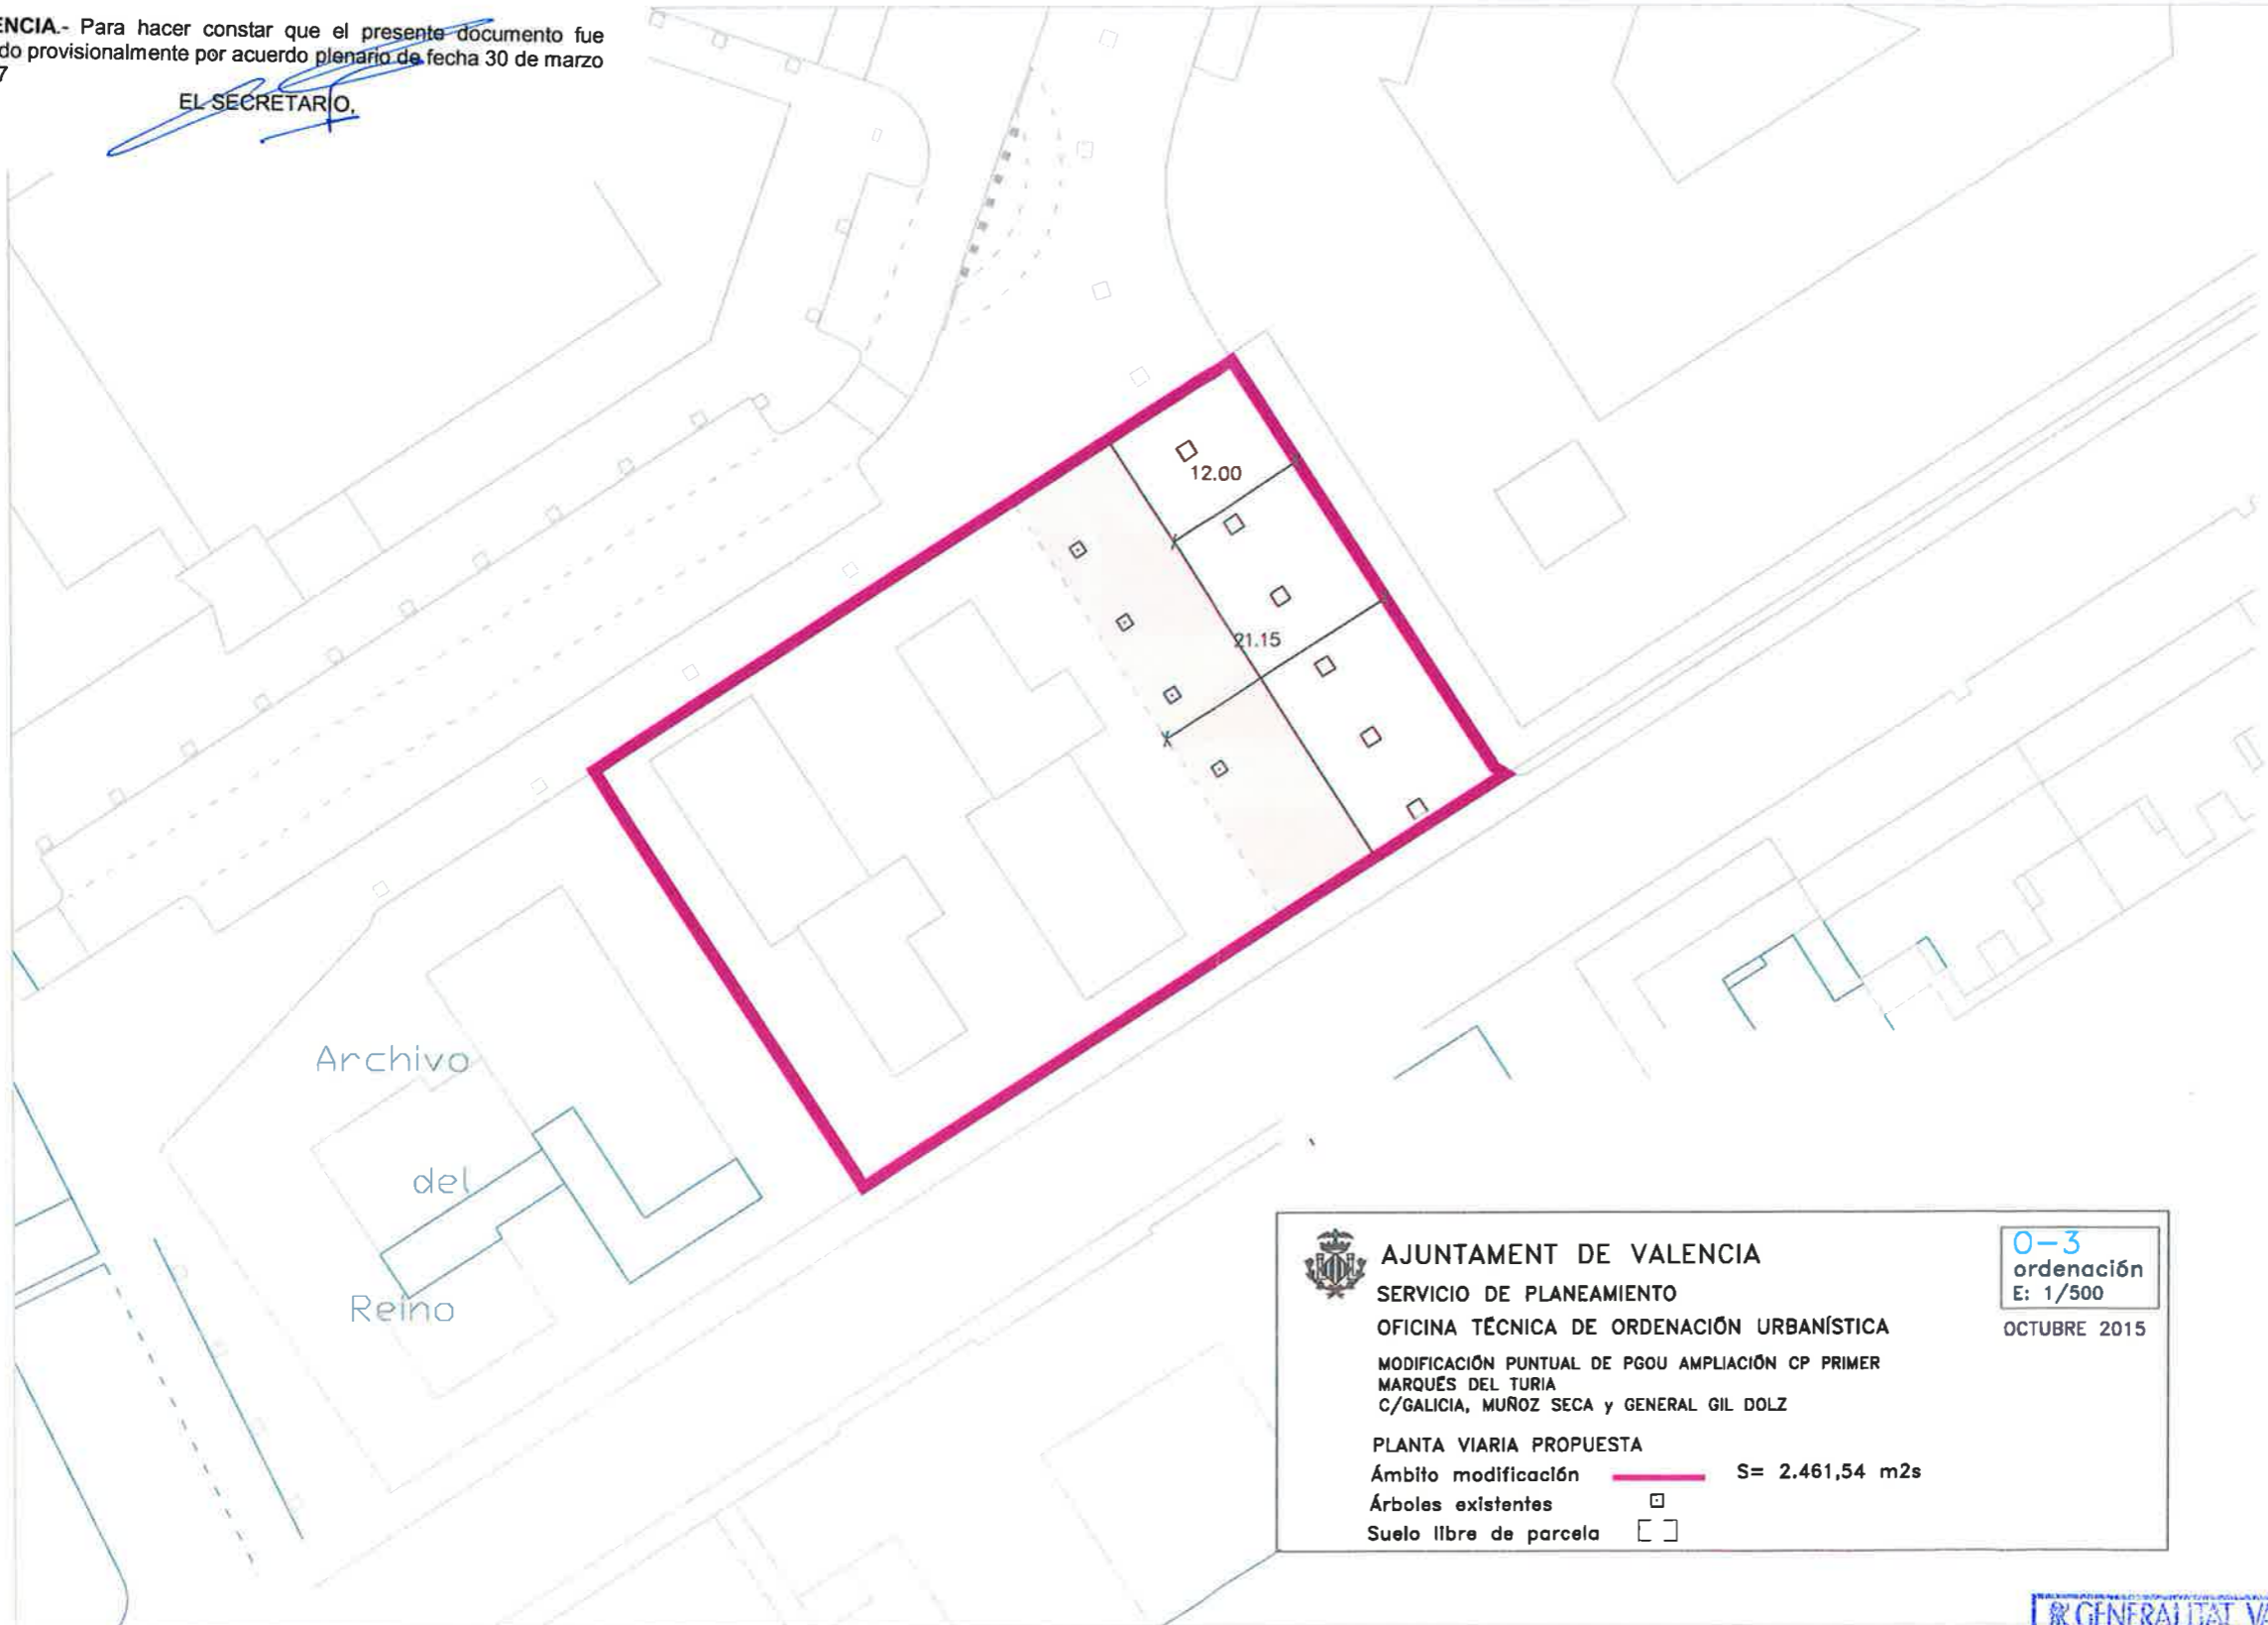 ENCIA.- Para hacer constar que el presente documento fue
do provisionalmente por acuerdo plenario de fecha 30 de marzo
7
EL SECRETARIO,
12.00
21.15
Archivo
del
Reino
AJUNTAMENT DE VALENCIA
SERVICIO DE PLANEAMIENTO
OFICINA TÉCNICA DE ORDENACIÓN URBANÍSTICA
MODIFICACIÓN PUNTUAL DE PGOU AMPLIACIÓN CP PRIMER
MARQUÉS DEL TURIA
C/GALICIA, MUÑOZ SECA y GENERAL GIL DOLZ
PLANTA VIARIA PROPUESTA
Ámbito modificación S= 2.461,54 m2s
Árboles existentes
Suelo libre de parcela
O-3
ordenación
E: 1/500
OCTUBRE 2015
GENERALITAT VA